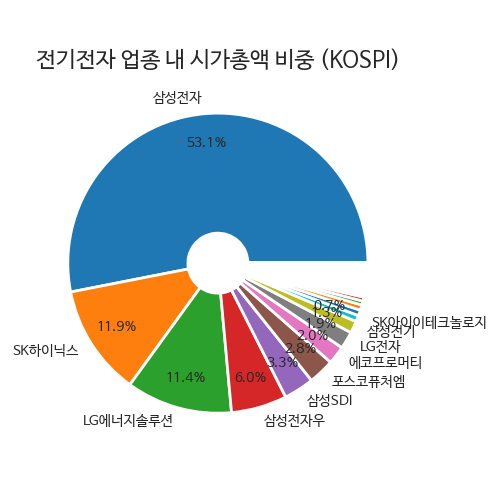 전기전자 업종 내 시가총액 비중 (KOSPI)
삼성전자
53.1%
SK하이닉스
11.9%
LG에너지솔루션
11.4%
삼성전자우
6.0%
삼성SDI
3.3%
포스코퓨처엠
2.8%
에코프로머티
2.0%
LG전자
1.9%
삼성전기
1.3%
SK아이이테크놀로지
0.7%